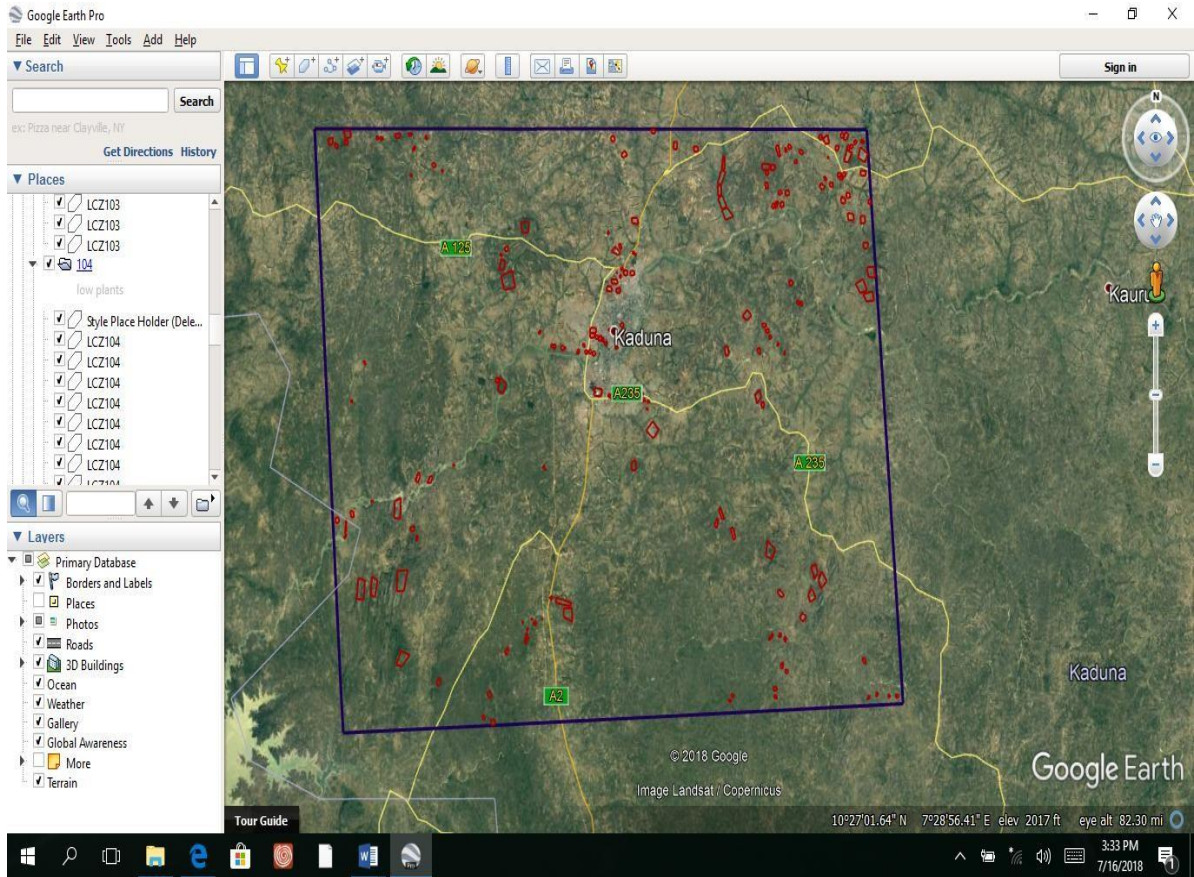 Google Earth Pro
File Edit View Tools Add Help
Search
Sign in
Search
ex: Pizza near Clayville, NY
Get Directions History
Places
LCZ103
LCZ103
LCZ103
104
low plants
Style Place Holder (Dele...
LCZ104
LCZ104
LCZ104
LCZ104
LCZ104
LCZ104
LCZ104
LCZ104
LCZ104
Layers
Primary Database
Borders and Labels
Places
Photos
Roads
3D Buildings
Ocean
Weather
Gallery
Global Awareness
More
Terrain
N
A 125
Kauru
Kaduna
A235
A 235
Kaduna
A2
© 2018 Google
Image Landsat / Copernicus
Google Earth
Tour Guide
10°27'01.64" N 7°28'56.41" E elev 2017 ft eye alt 82.30 mi
3:33 PM
7/16/2018
1